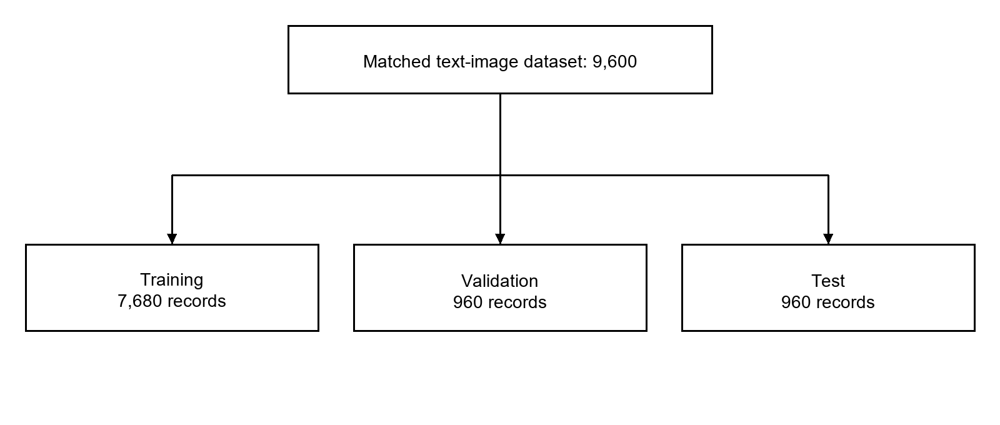 Matched text-image dataset: 9,600
Training
7,680 records
Validation
960 records
Test
960 records